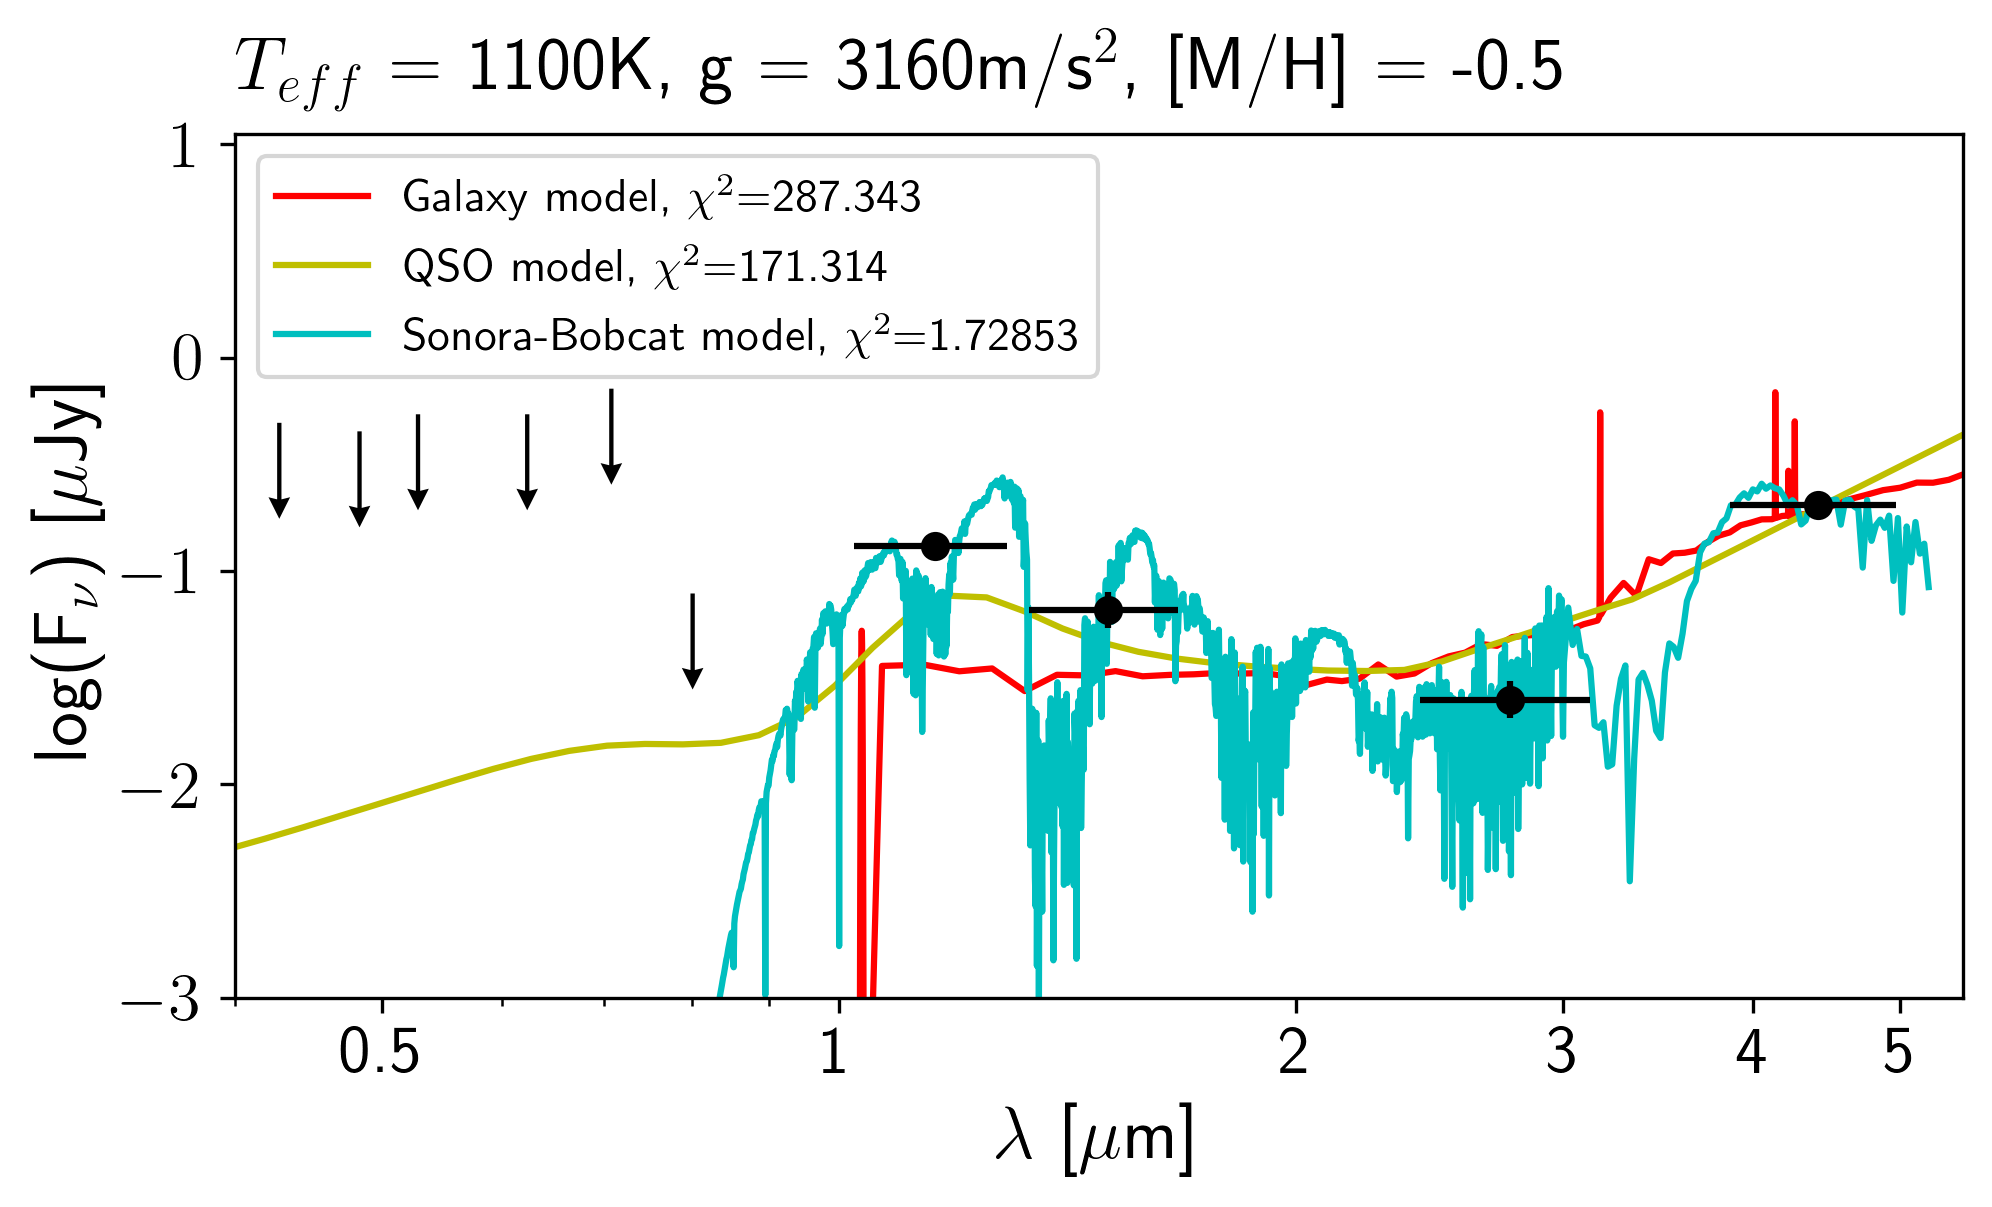 T_eff = 1100K, g = 3160m/s², [M/H] = -0.5
1
0
−1
−2
−3
log(Fν) [μJy]
Galaxy model, χ²=287.343
QSO model, χ²=171.314
Sonora-Bobcat model, χ²=1.72853
0.5 1 2 3 4 5
λ [μm]